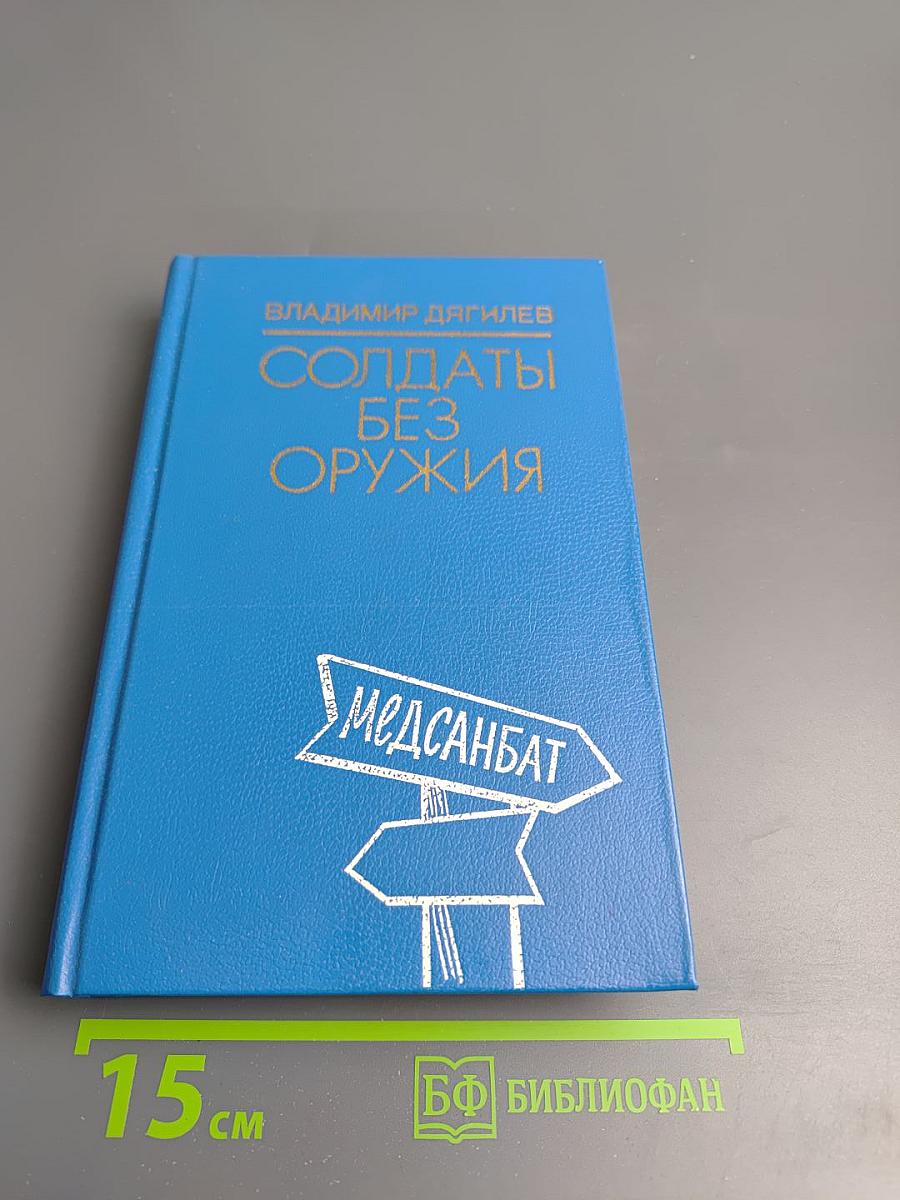 ВЛАДИМИР ДЯГИЛЕВ
СОЛДАТЫ
БЕЗ
ОРУЖИЯ
МЕДСАНБАТ
15 см
БФ БИБЛИОФАН